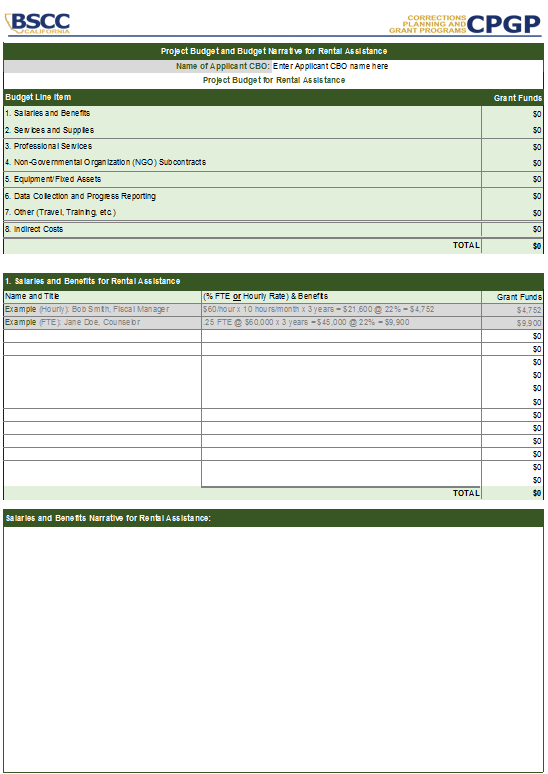 BSCC
CALIFORNIA
CORRECTIONS
PLANNING AND
GRANT PROGRAMS
CPGP
Project Budget and Budget Narrative for Rental Assistance
Name of Applicant CBO: Enter Applicant CBO name here
Project Budget for Rental Assistance
Budget Line Item Grant Funds
1. Salaries and Benefits $0
2. Services and Supplies $0
3. Professional Services $0
4. Non-Governmental Organization (NGO) Subcontracts $0
5. Equipment/Fixed Assets $0
6. Data Collection and Progress Reporting $0
7. Other (Travel, Training, etc.) $0
8. Indirect Costs $0
TOTAL $0
1. Salaries and Benefits for Rental Assistance
Name and Title (% FTE or Hourly Rate) & Benefits Grant Funds
Example (Hourly): Bob Smith, Fiscal Manager $60/hour x 10 hours/month x 3 years = $21,600 @ 22% = $4,752 $4,752
Example (FTE): Jane Doe, Counselor .25 FTE @ $60,000 x 3 years = $45,000 @ 22% = $9,900 $9,900
$0
$0
$0
$0
$0
$0
$0
$0
$0
$0
$0
$0
TOTAL $0
Salaries and Benefits Narrative for Rental Assistance: